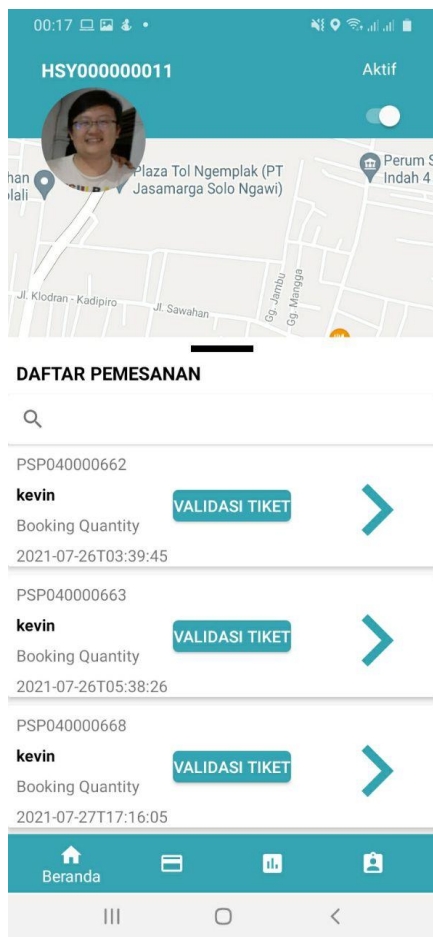 00:17
HSY000000011
Aktif
Plaza Tol Ngemplak (PT
Jasamarga Solo Ngawi)
Perum S
Indah 4
han
lali
Jl. Klodran - Kadipiro
Jl. Sawahan
Gg. Jambu
Gg. Mangga
DAFTAR PEMESANAN
PSP040000662
kevin
VALIDASI TIKET
Booking Quantity
2021-07-26T03:39:45
PSP040000663
kevin
VALIDASI TIKET
Booking Quantity
2021-07-26T05:38:26
PSP040000668
kevin
VALIDASI TIKET
Booking Quantity
2021-07-27T17:16:05
Beranda